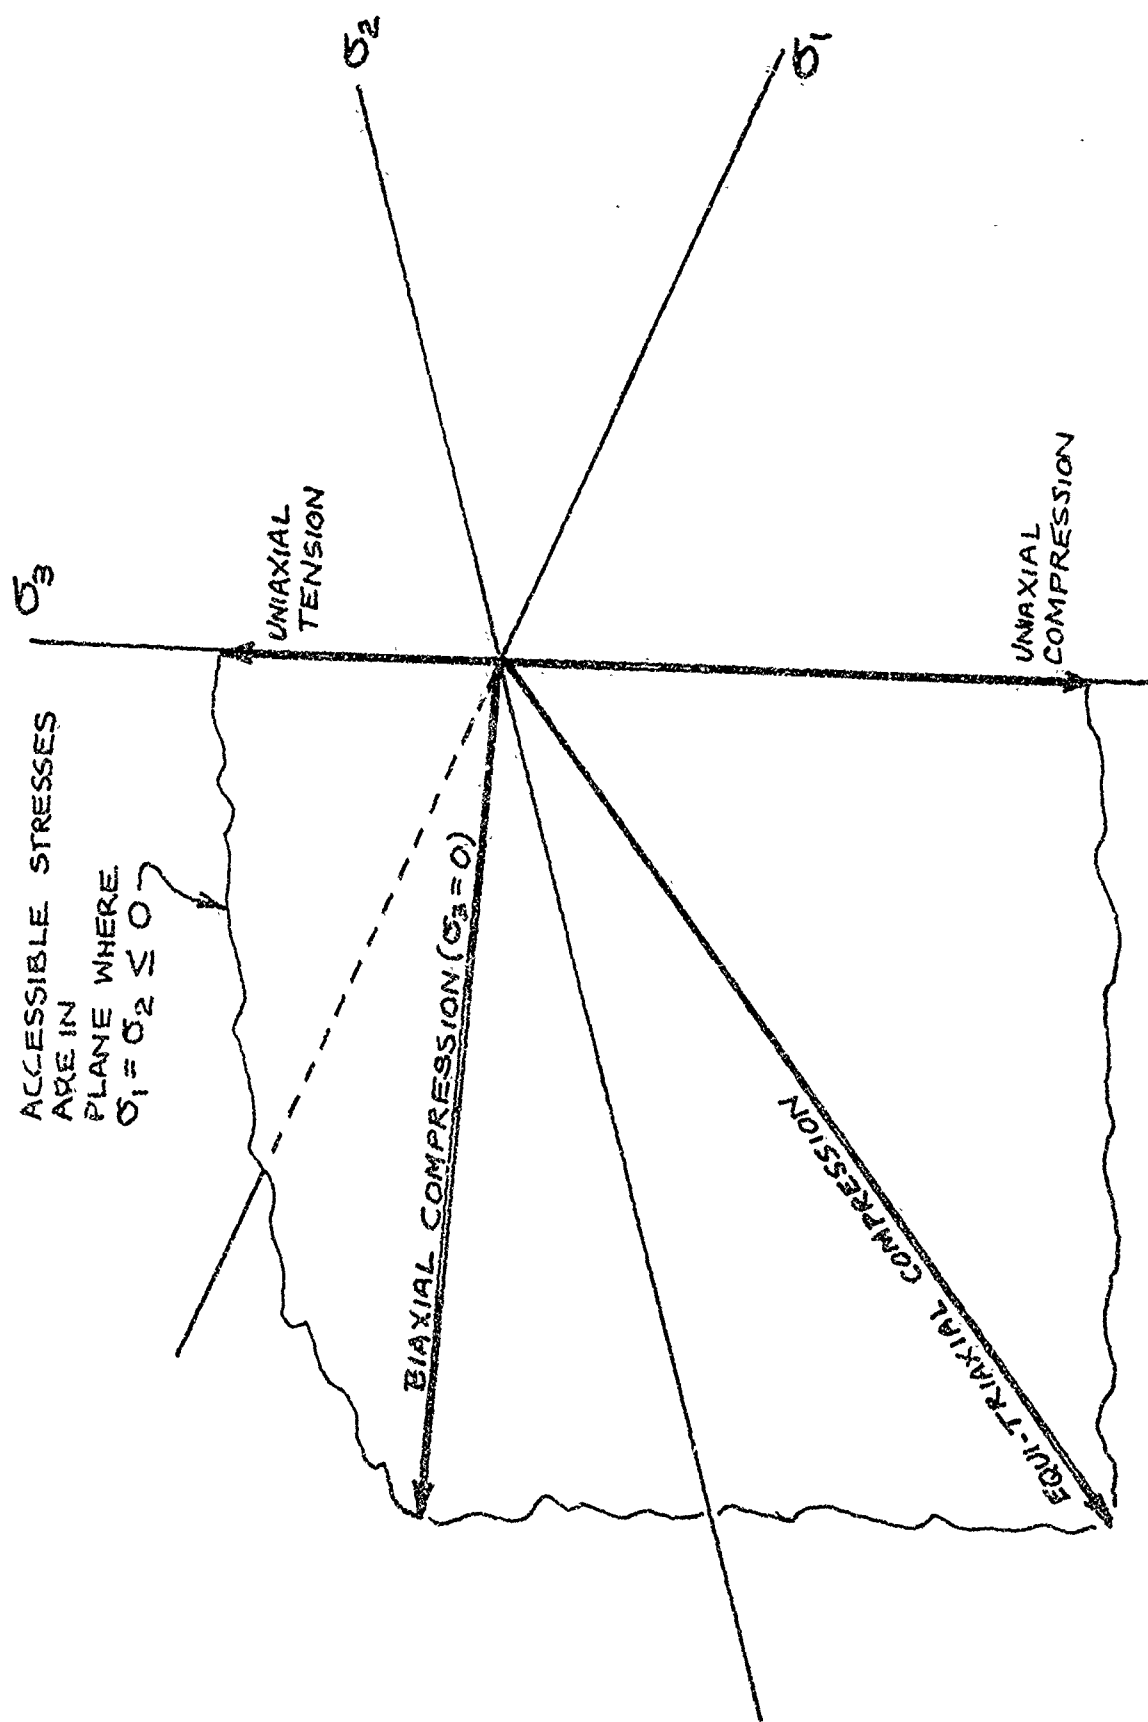 σ3
σ2
σ1
ACCESSIBLE STRESSES
ARE IN
PLANE WHERE
σ1 = σ2 ≤ 0
UNIAXIAL
TENSION
BIAXIAL COMPRESSION (σ3 = 0)
EQUI-TRIAXIAL COMPRESSION
UNIAXIAL
COMPRESSION